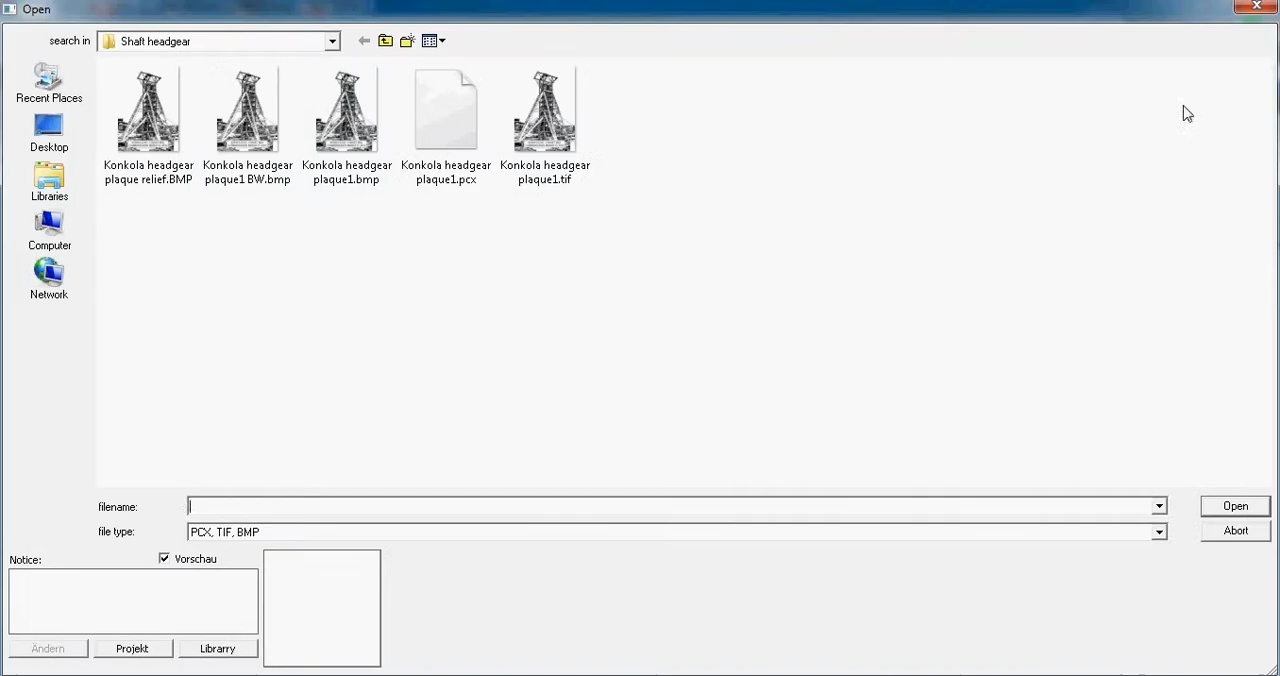 Open
search in
Shaft headgear
Recent Places
Desktop
Libraries
Computer
Network
Konkola headgear
plaque relief.BMP
Konkola headgear
plaque1 BW.bmp
Konkola headgear
plaque1.bmp
Konkola headgear
plaque1.pcx
Konkola headgear
plaque1.tif
filename:
Open
file type:
PCX, TIF, BMP
Abort
Notice:
Vorschau
Ändern
Projekt
Librarry